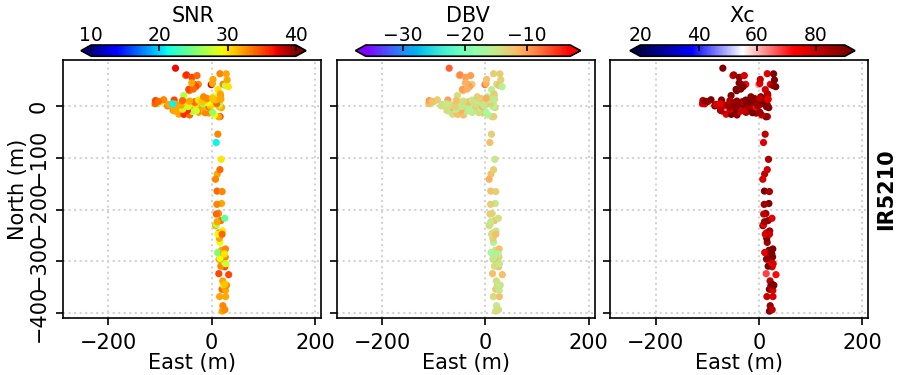 SNR DBV Xc
10 20 30 40 −30 −20 −10 20 40 60 80
North (m)
0
−100
−200
−300
−400
IR5210
−200 0 200 −200 0 200 −200 0 200
East (m) East (m) East (m)